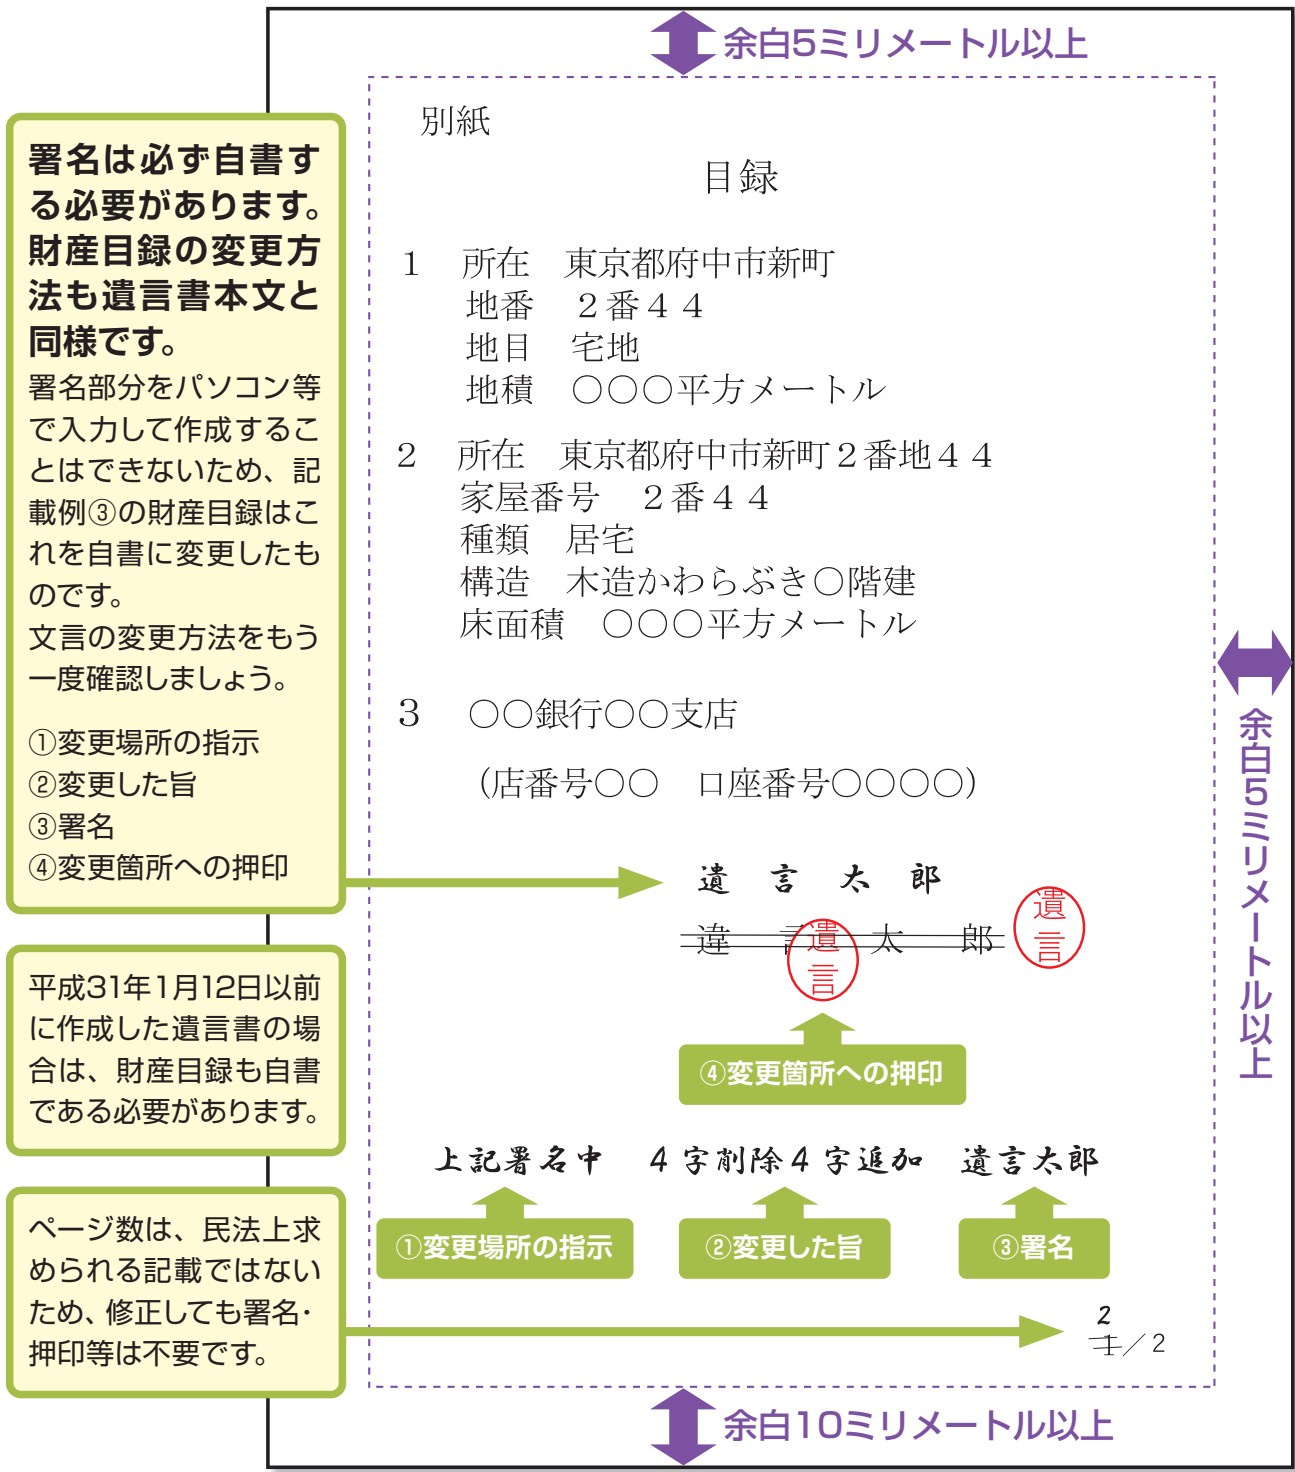 余白5ミリメートル以上
別紙
目録
1　所在　東京都府中市新町
地番　２番４４
地目　宅地
地積　○○○平方メートル
2　所在　東京都府中市新町２番地４４
家屋番号　２番４４
種類　居宅
構造　木造かわらぶき○階建
床面積　○○○平方メートル
3　○○銀行○○支店
(店番号○○　口座番号○○○○)
遺　言　太　郎
違　言　太　郎
遺言
遺言
④変更箇所への押印
上記署名中　4字削除4字追加　遺言太郎
①変更場所の指示
②変更した旨
③署名
2
1／2
余白10ミリメートル以上
余白5ミリメートル以上
署名は必ず自書す
る必要があります。
財産目録の変更方
法も遺言書本文と
同様です。
署名部分をパソコン等
で入力して作成するこ
とはできないため、記
載例③の財産目録はこ
れを自書に変更したも
のです。
文言の変更方法をもう
一度確認しましょう。
①変更場所の指示
②変更した旨
③署名
④変更箇所への押印
平成31年1月12日以前
に作成した遺言書の場
合は、財産目録も自書
である必要があります。
ページ数は、民法上求
められる記載ではない
ため、修正しても署名・
押印等は不要です。